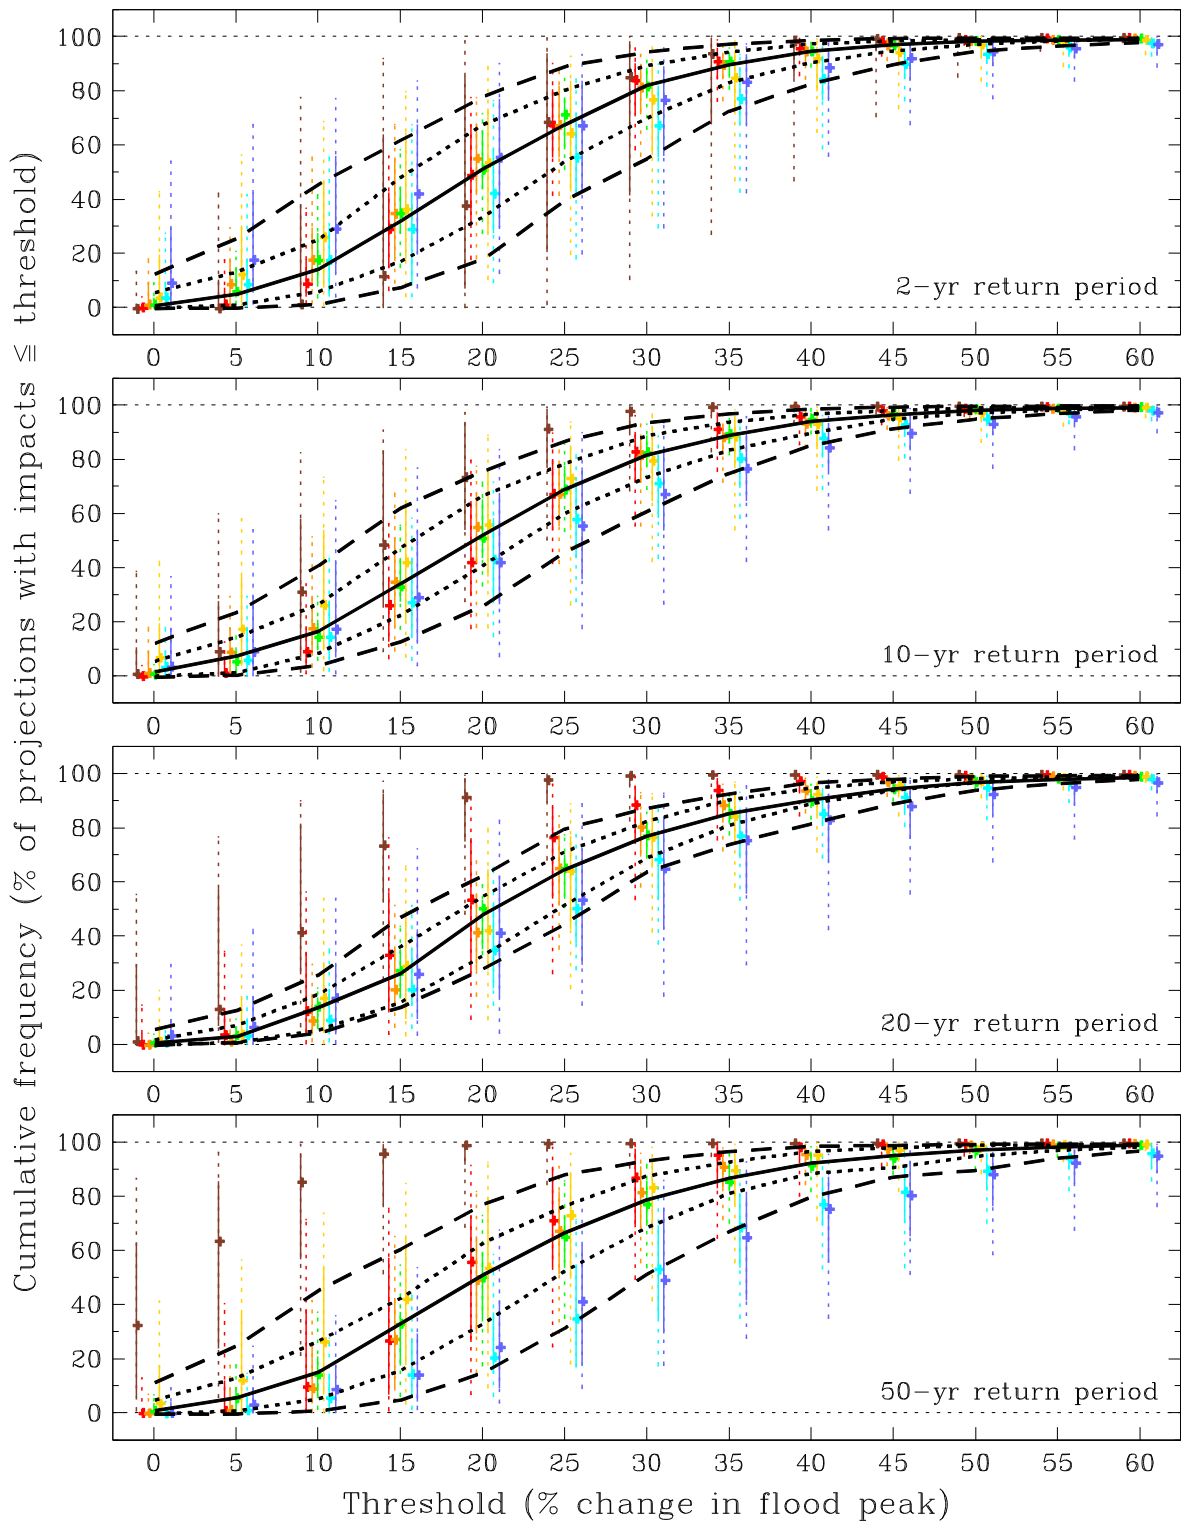 Cumulative frequency (% of projections with impacts ≦ threshold)
100
80
60
40
20
0
2-yr return period
0 5 10 15 20 25 30 35 40 45 50 55 60
100
80
60
40
20
0
10-yr return period
0 5 10 15 20 25 30 35 40 45 50 55 60
100
80
60
40
20
0
20-yr return period
0 5 10 15 20 25 30 35 40 45 50 55 60
100
80
60
40
20
0
50-yr return period
0 5 10 15 20 25 30 35 40 45 50 55 60
Threshold (% change in flood peak)